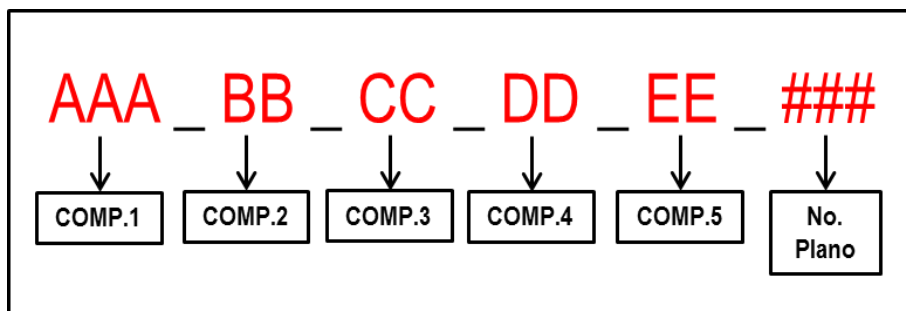 AAA _ BB _ CC _ DD _ EE _ ###
COMP.1 COMP.2 COMP.3 COMP.4 COMP.5 No.
Plano